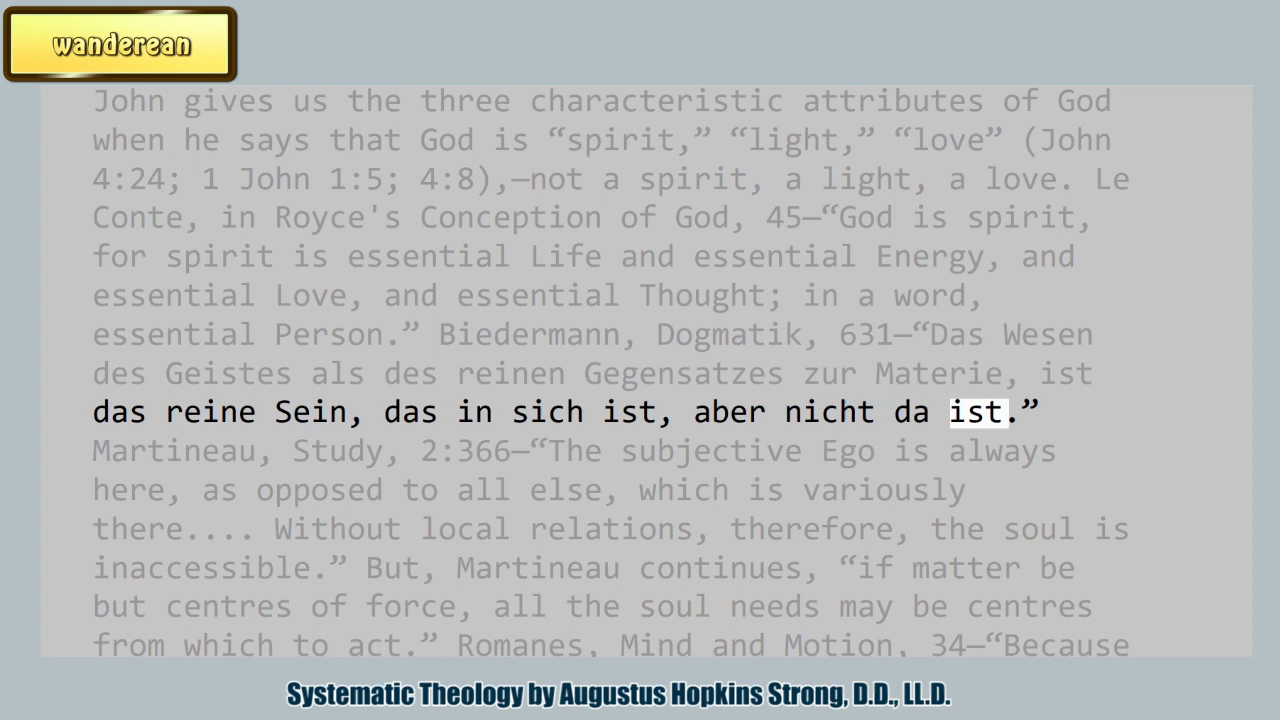 wanderean
John gives us the three characteristic attributes of God
when he says that God is “spirit,” “light,” “love” (John
4:24; 1 John 1:5; 4:8),—not a spirit, a light, a love. Le
Conte, in Royce's Conception of God, 45—“God is spirit,
for spirit is essential Life and essential Energy, and
essential Love, and essential Thought; in a word,
essential Person.” Biedermann, Dogmatik, 631—“Das Wesen
des Geistes als des reinen Gegensatzes zur Materie, ist
das reine Sein, das in sich ist, aber nicht da ist.”
Martineau, Study, 2:366—“The subjective Ego is always
here, as opposed to all else, which is variously
there.... Without local relations, therefore, the soul is
inaccessible.” But, Martineau continues, “if matter be
but centres of force, all the soul needs may be centres
from which to act.” Romanes, Mind and Motion, 34—“Because
Systematic Theology by Augustus Hopkins Strong, D.D., LL.D.